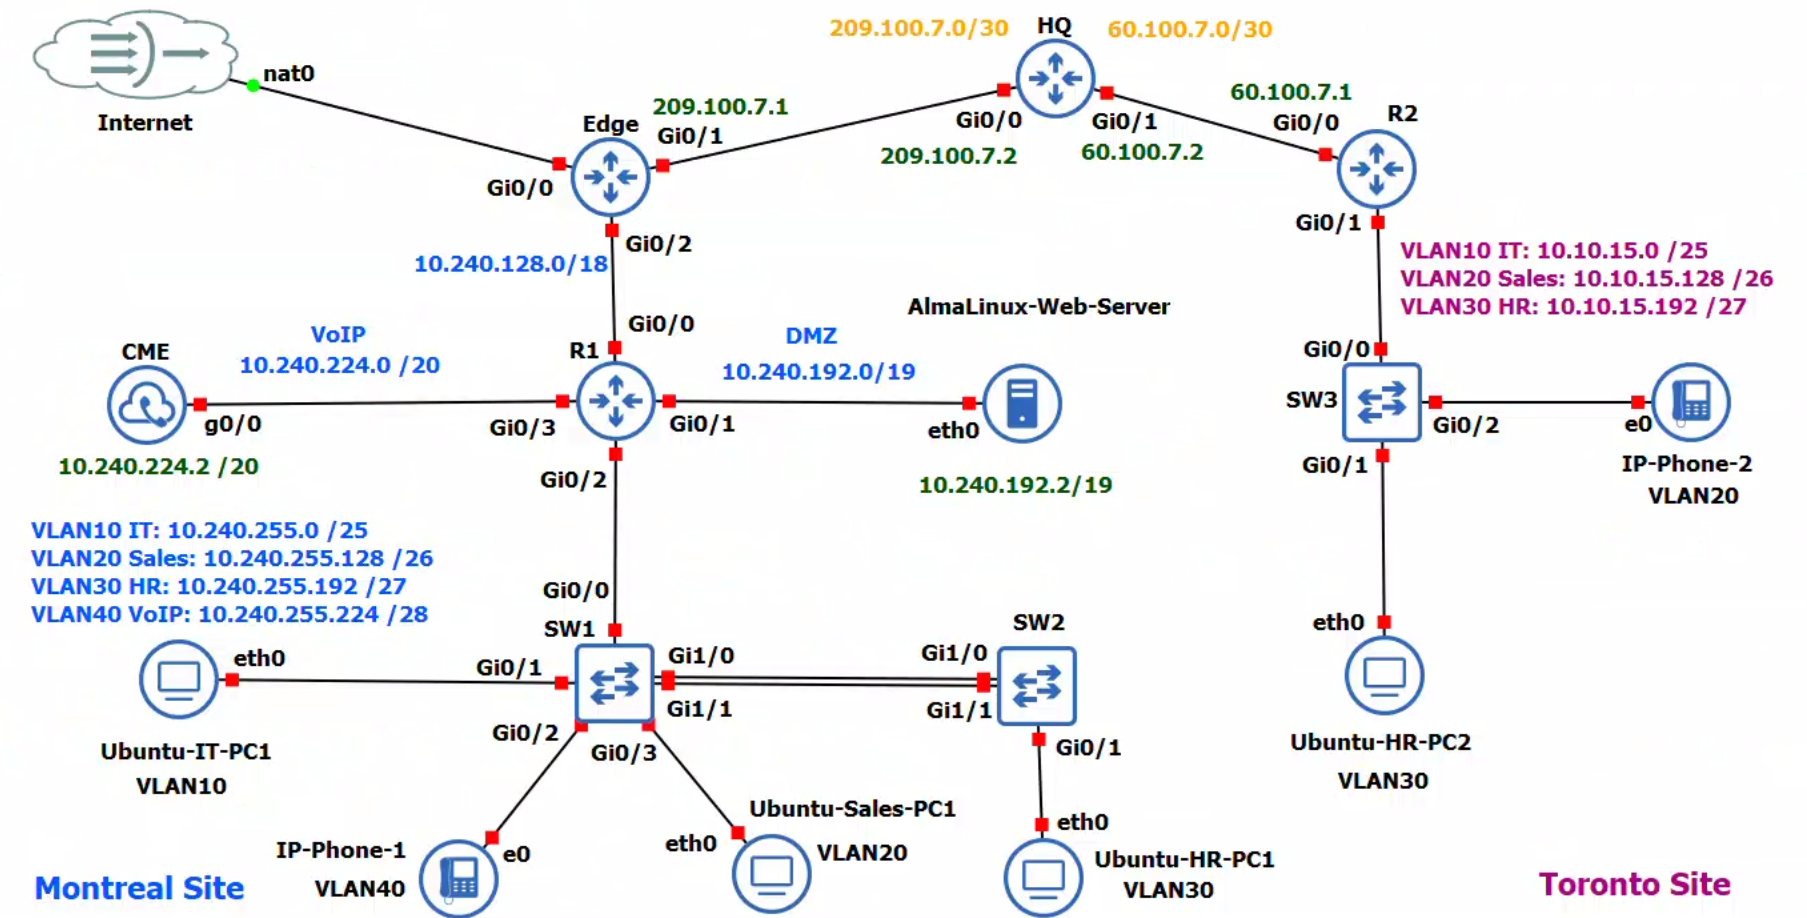 209.100.7.0/30
HQ
60.100.7.0/30
nat0
Internet
209.100.7.1
Edge
Gi0/1
Gi0/0
Gi0/0
209.100.7.2
Gi0/1
60.100.7.2
60.100.7.1
Gi0/0
R2
Gi0/1
Gi0/2
10.240.128.0/18
VLAN10 IT: 10.10.15.0 /25
VLAN20 Sales: 10.10.15.128 /26
VLAN30 HR: 10.10.15.192 /27
AlmaLinux-Web-Server
Gi0/0
R1
VoIP
10.240.224.0 /20
DMZ
10.240.192.0/19
CME
g0/0
10.240.224.2 /20
Gi0/3
Gi0/1
eth0
10.240.192.2/19
Gi0/2
Gi0/0
SW3
Gi0/2
e0
Gi0/1
IP-Phone-2
VLAN20
VLAN10 IT: 10.240.255.0 /25
VLAN20 Sales: 10.240.255.128 /26
VLAN30 HR: 10.240.255.192 /27
VLAN40 VoIP: 10.240.255.224 /28
Gi0/0
SW1
SW2
eth0
Gi0/1
Gi1/0
Gi1/0
Gi1/1
Gi1/1
eth0
Gi0/2
Gi0/3
Gi0/1
Ubuntu-IT-PC1
VLAN10
Ubuntu-HR-PC2
VLAN30
Ubuntu-Sales-PC1
eth0
VLAN20
eth0
IP-Phone-1
VLAN40
e0
Ubuntu-HR-PC1
VLAN30
Montreal Site
Toronto Site